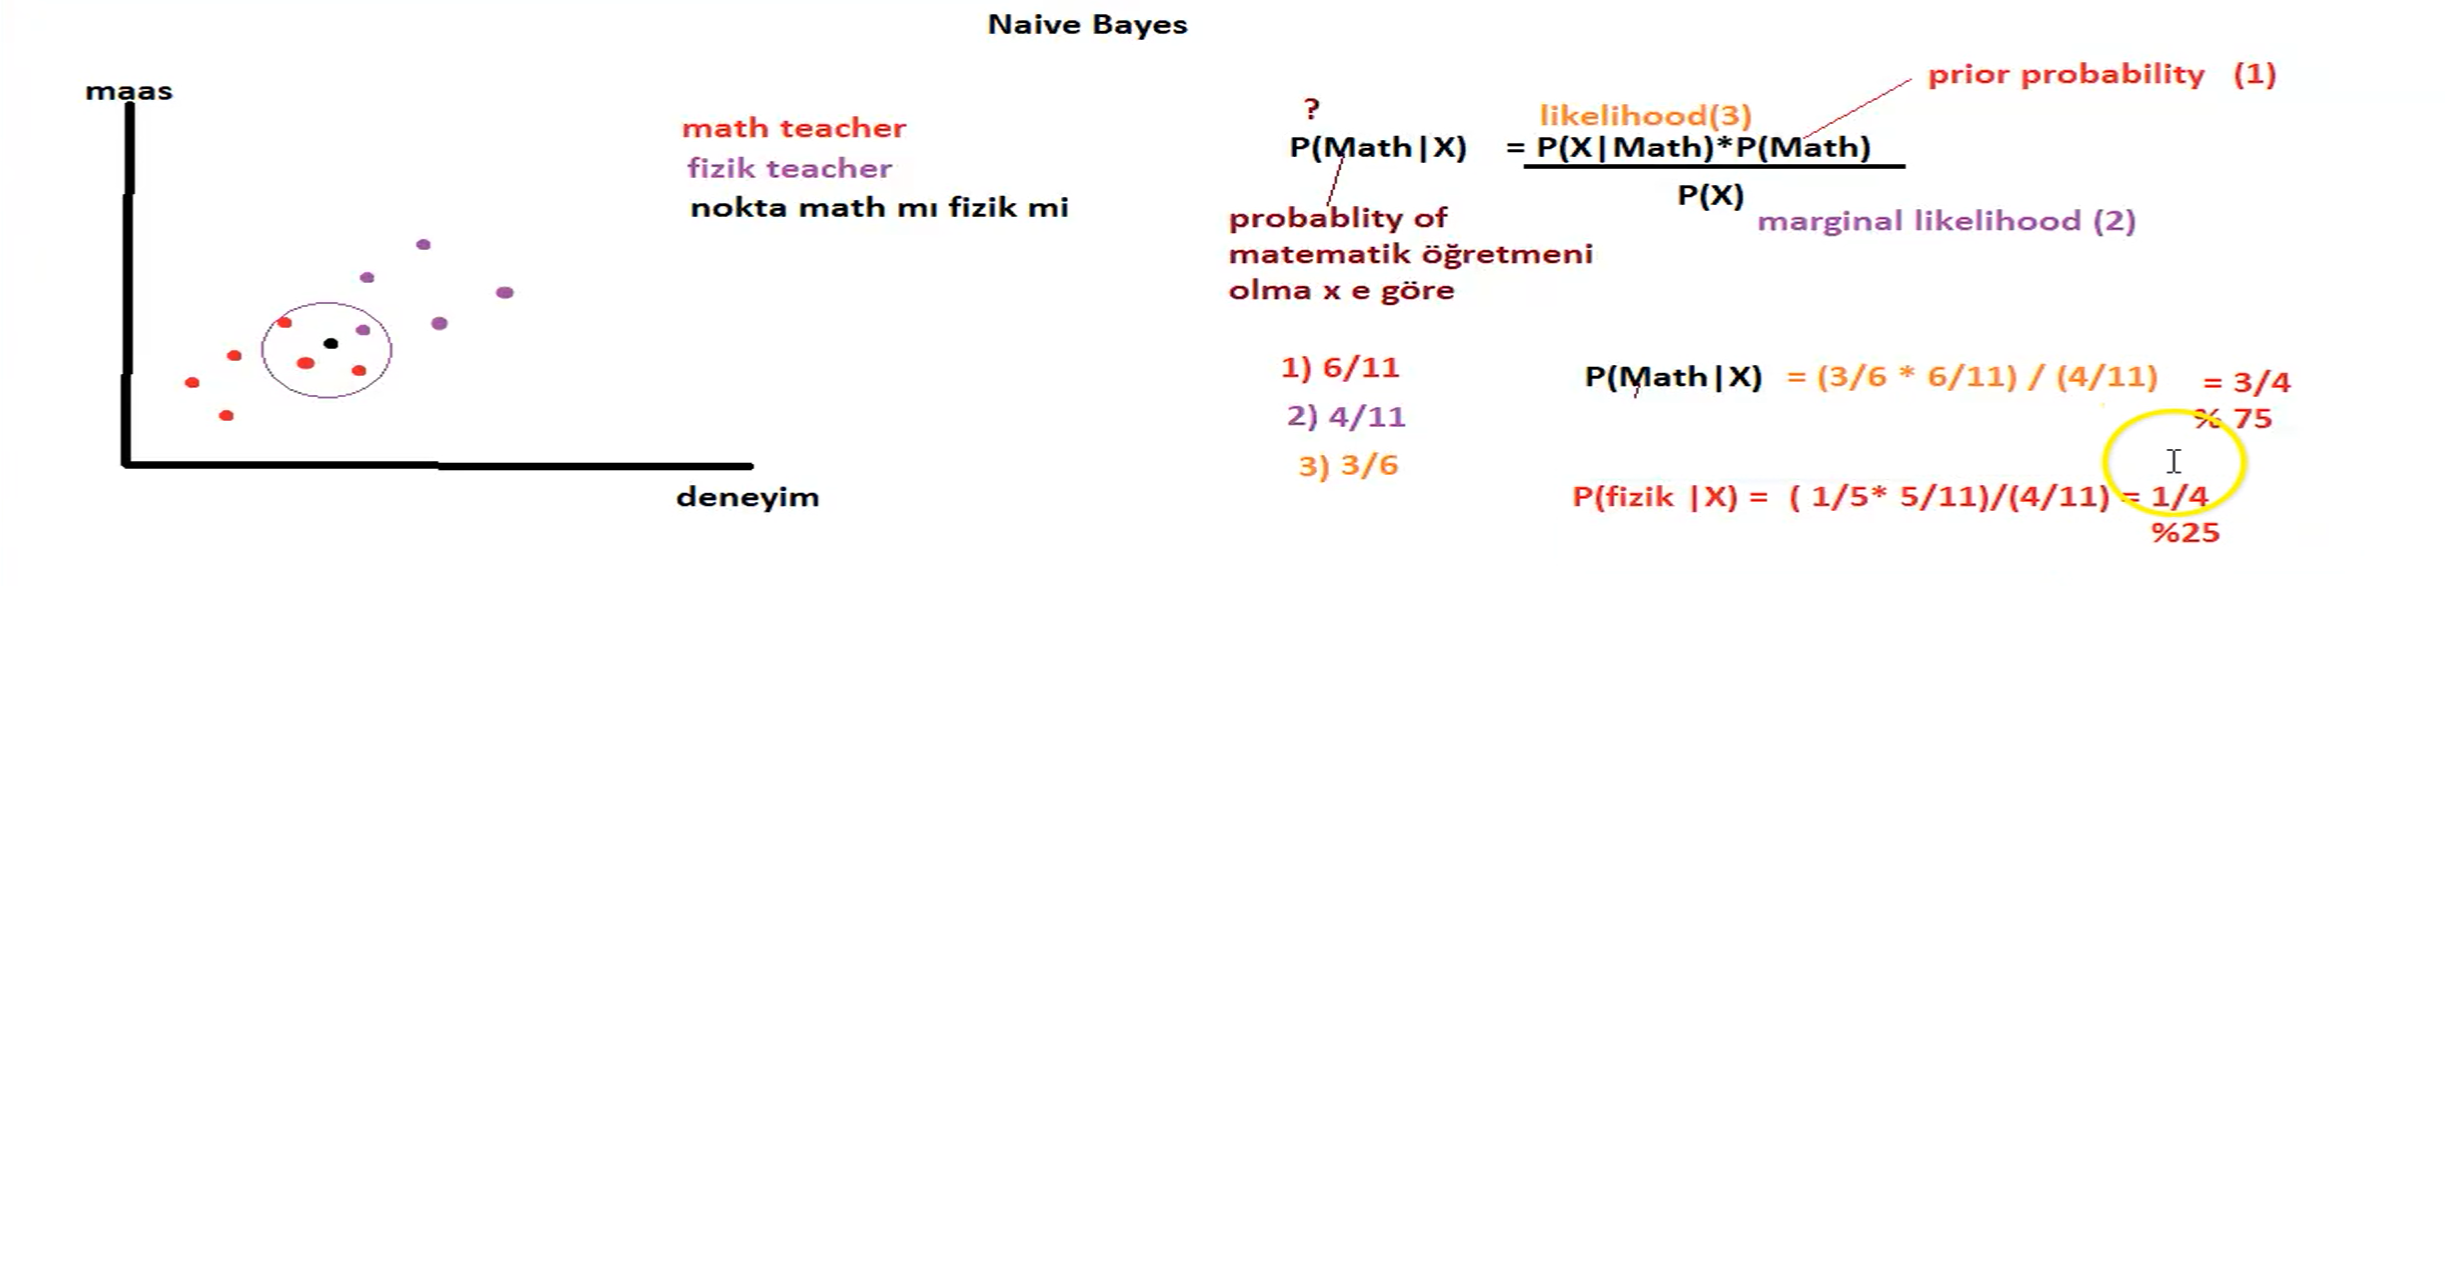 Naive Bayes
maas
math teacher
fizik teacher
nokta math mı fizik mi
deneyim
prior probability (1)
?
likelihood(3)
P(Math|X) = P(X|Math)*P(Math)
P(X)
marginal likelihood (2)
probablity of
matematik öğretmeni
olma x e göre
1) 6/11
2) 4/11
3) 3/6
P(Math|X) = (3/6 * 6/11) / (4/11) = 3/4
% 75
P(fizik |X) = ( 1/5* 5/11)/(4/11) = 1/4
%25